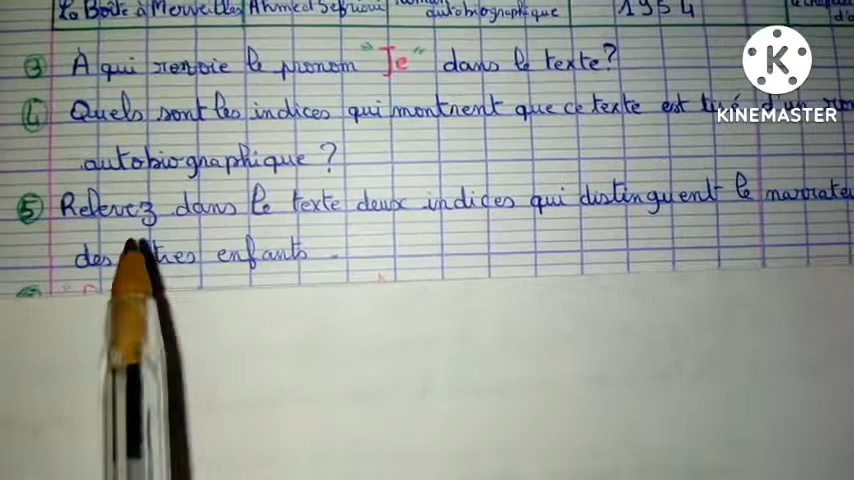 La Boîte à Merveilles Ahmed Sefrioui roman autobiographique 1954
③ À qui renvoie le pronom "Je" dans le texte?
④ Quels sont les indices qui montrent que ce texte est tiré d'un
autobiographique ?
⑤ Relevez dans le texte deux indices qui distinguent le narrate
des autres enfants.
KINEMASTER